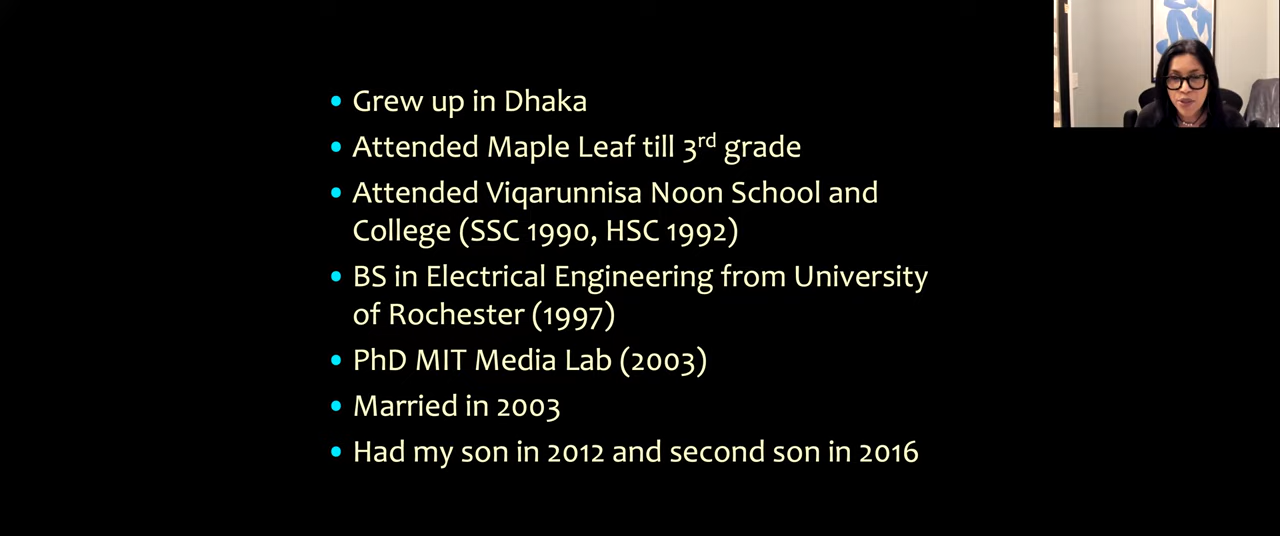 • Grew up in Dhaka
• Attended Maple Leaf till 3rd grade
• Attended Viqarunnisa Noon School and
College (SSC 1990, HSC 1992)
• BS in Electrical Engineering from University
of Rochester (1997)
• PhD MIT Media Lab (2003)
• Married in 2003
• Had my son in 2012 and second son in 2016